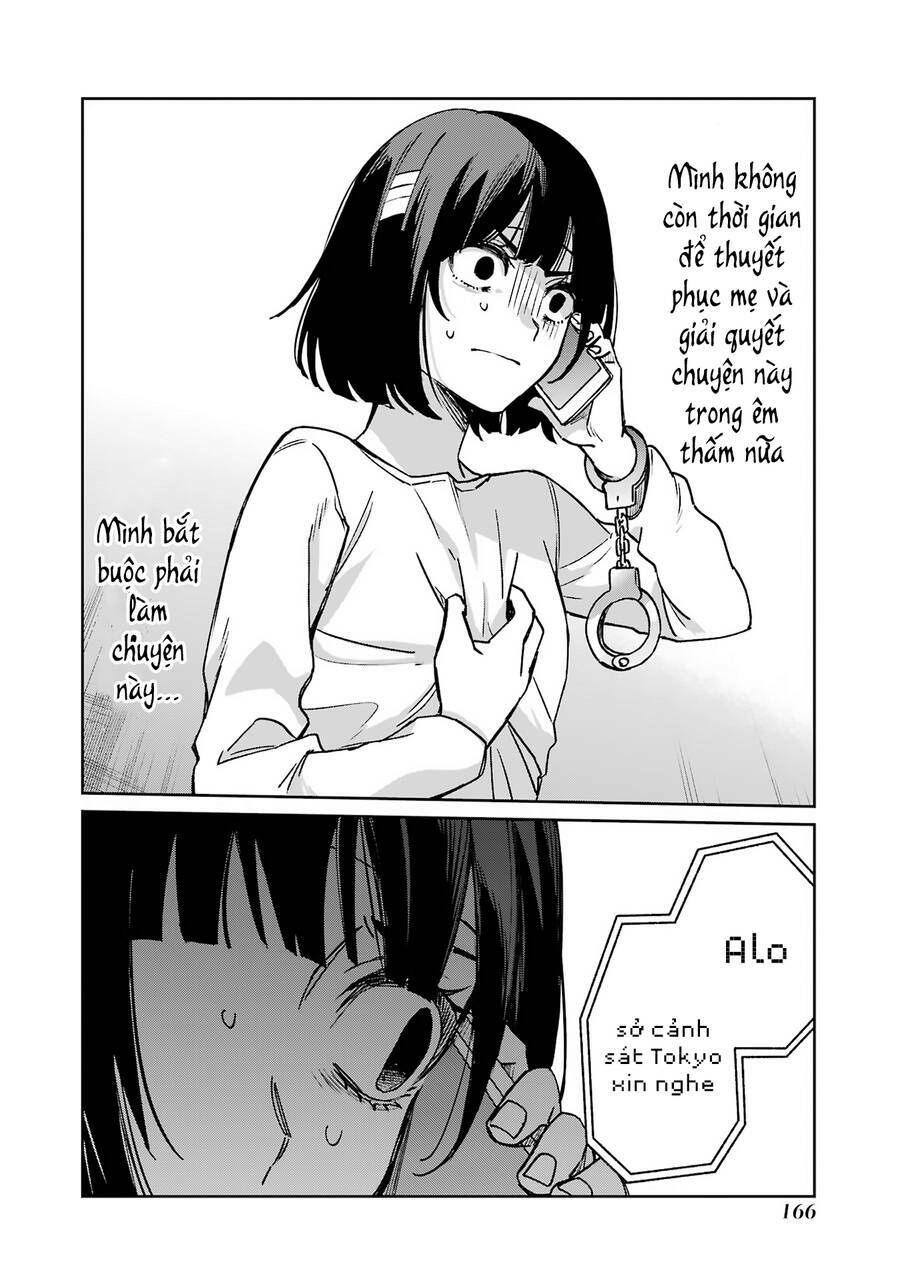 Mình không
còn thời gian
để thuyết
phục mẹ và
giải quyết
chuyện này
trong êm
thấm nữa
Mình bắt
buộc phải
làm
chuyện
này...
Alo
sở cảnh
sát Tokyo
xin nghe
166